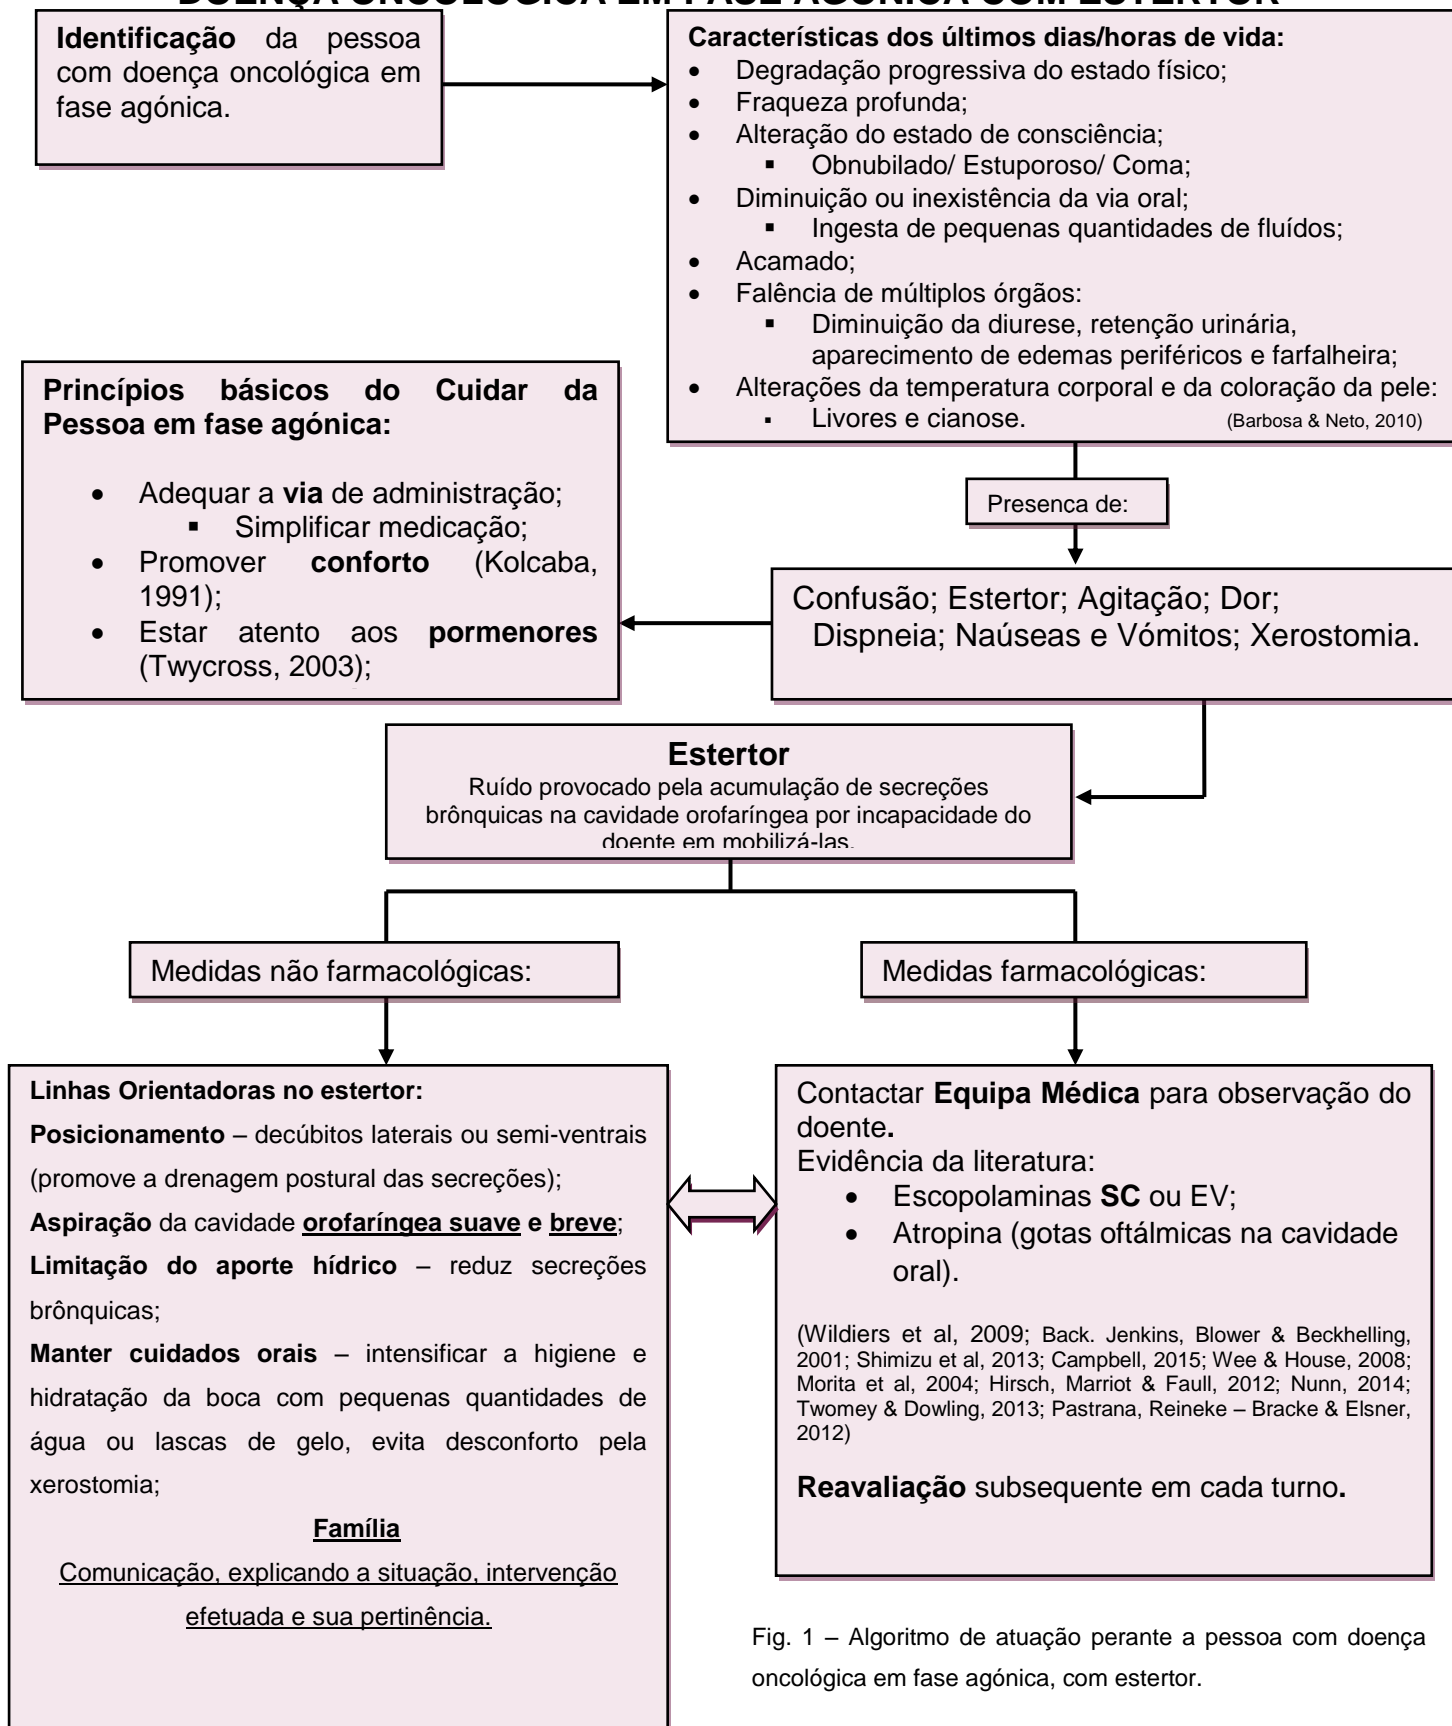 DOENÇA ONCOLÓGICA EM FASE AGÓNICA COM ESTERTOR
Identificação da pessoa
com doença oncológica em
fase agónica.
Características dos últimos dias/horas de vida:
• Degradação progressiva do estado físico;
• Fraqueza profunda;
• Alteração do estado de consciência;
▪ Obnubilado/ Estuporoso/ Coma;
• Diminuição ou inexistência da via oral;
▪ Ingesta de pequenas quantidades de fluídos;
• Acamado;
• Falência de múltiplos órgãos:
▪ Diminuição da diurese, retenção urinária,
aparecimento de edemas periféricos e farfalheira;
• Alterações da temperatura corporal e da coloração da pele:
▪ Livores e cianose. (Barbosa & Neto, 2010)
Princípios básicos do Cuidar da
Pessoa em fase agónica:
• Adequar a via de administração;
▪ Simplificar medicação;
• Promover conforto (Kolcaba,
1991);
• Estar atento aos pormenores
(Twycross, 2003);
Presenca de:
Confusão; Estertor; Agitação; Dor;
Dispneia; Naúseas e Vómitos; Xerostomia.
Estertor
Ruído provocado pela acumulação de secreções
brônquicas na cavidade orofaríngea por incapacidade do
doente em mobilizá-las.
Medidas não farmacológicas:
Medidas farmacológicas:
Linhas Orientadoras no estertor:
Posicionamento – decúbitos laterais ou semi-ventrais
(promove a drenagem postural das secreções);
Aspiração da cavidade orofaríngea suave e breve;
Limitação do aporte hídrico – reduz secreções
brônquicas;
Manter cuidados orais – intensificar a higiene e
hidratação da boca com pequenas quantidades de
água ou lascas de gelo, evita desconforto pela
xerostomia;
Família
Comunicação, explicando a situação, intervenção
efetuada e sua pertinência.
Contactar Equipa Médica para observação do
doente.
Evidência da literatura:
• Escopolaminas SC ou EV;
• Atropina (gotas oftálmicas na cavidade
oral).
(Wildiers et al, 2009; Back. Jenkins, Blower & Beckhelling,
2001; Shimizu et al, 2013; Campbell, 2015; Wee & House, 2008;
Morita et al, 2004; Hirsch, Marriot & Faull, 2012; Nunn, 2014;
Twomey & Dowling, 2013; Pastrana, Reineke – Bracke & Elsner,
2012)
Reavaliação subsequente em cada turno.
Fig. 1 – Algoritmo de atuação perante a pessoa com doença
oncológica em fase agónica, com estertor.